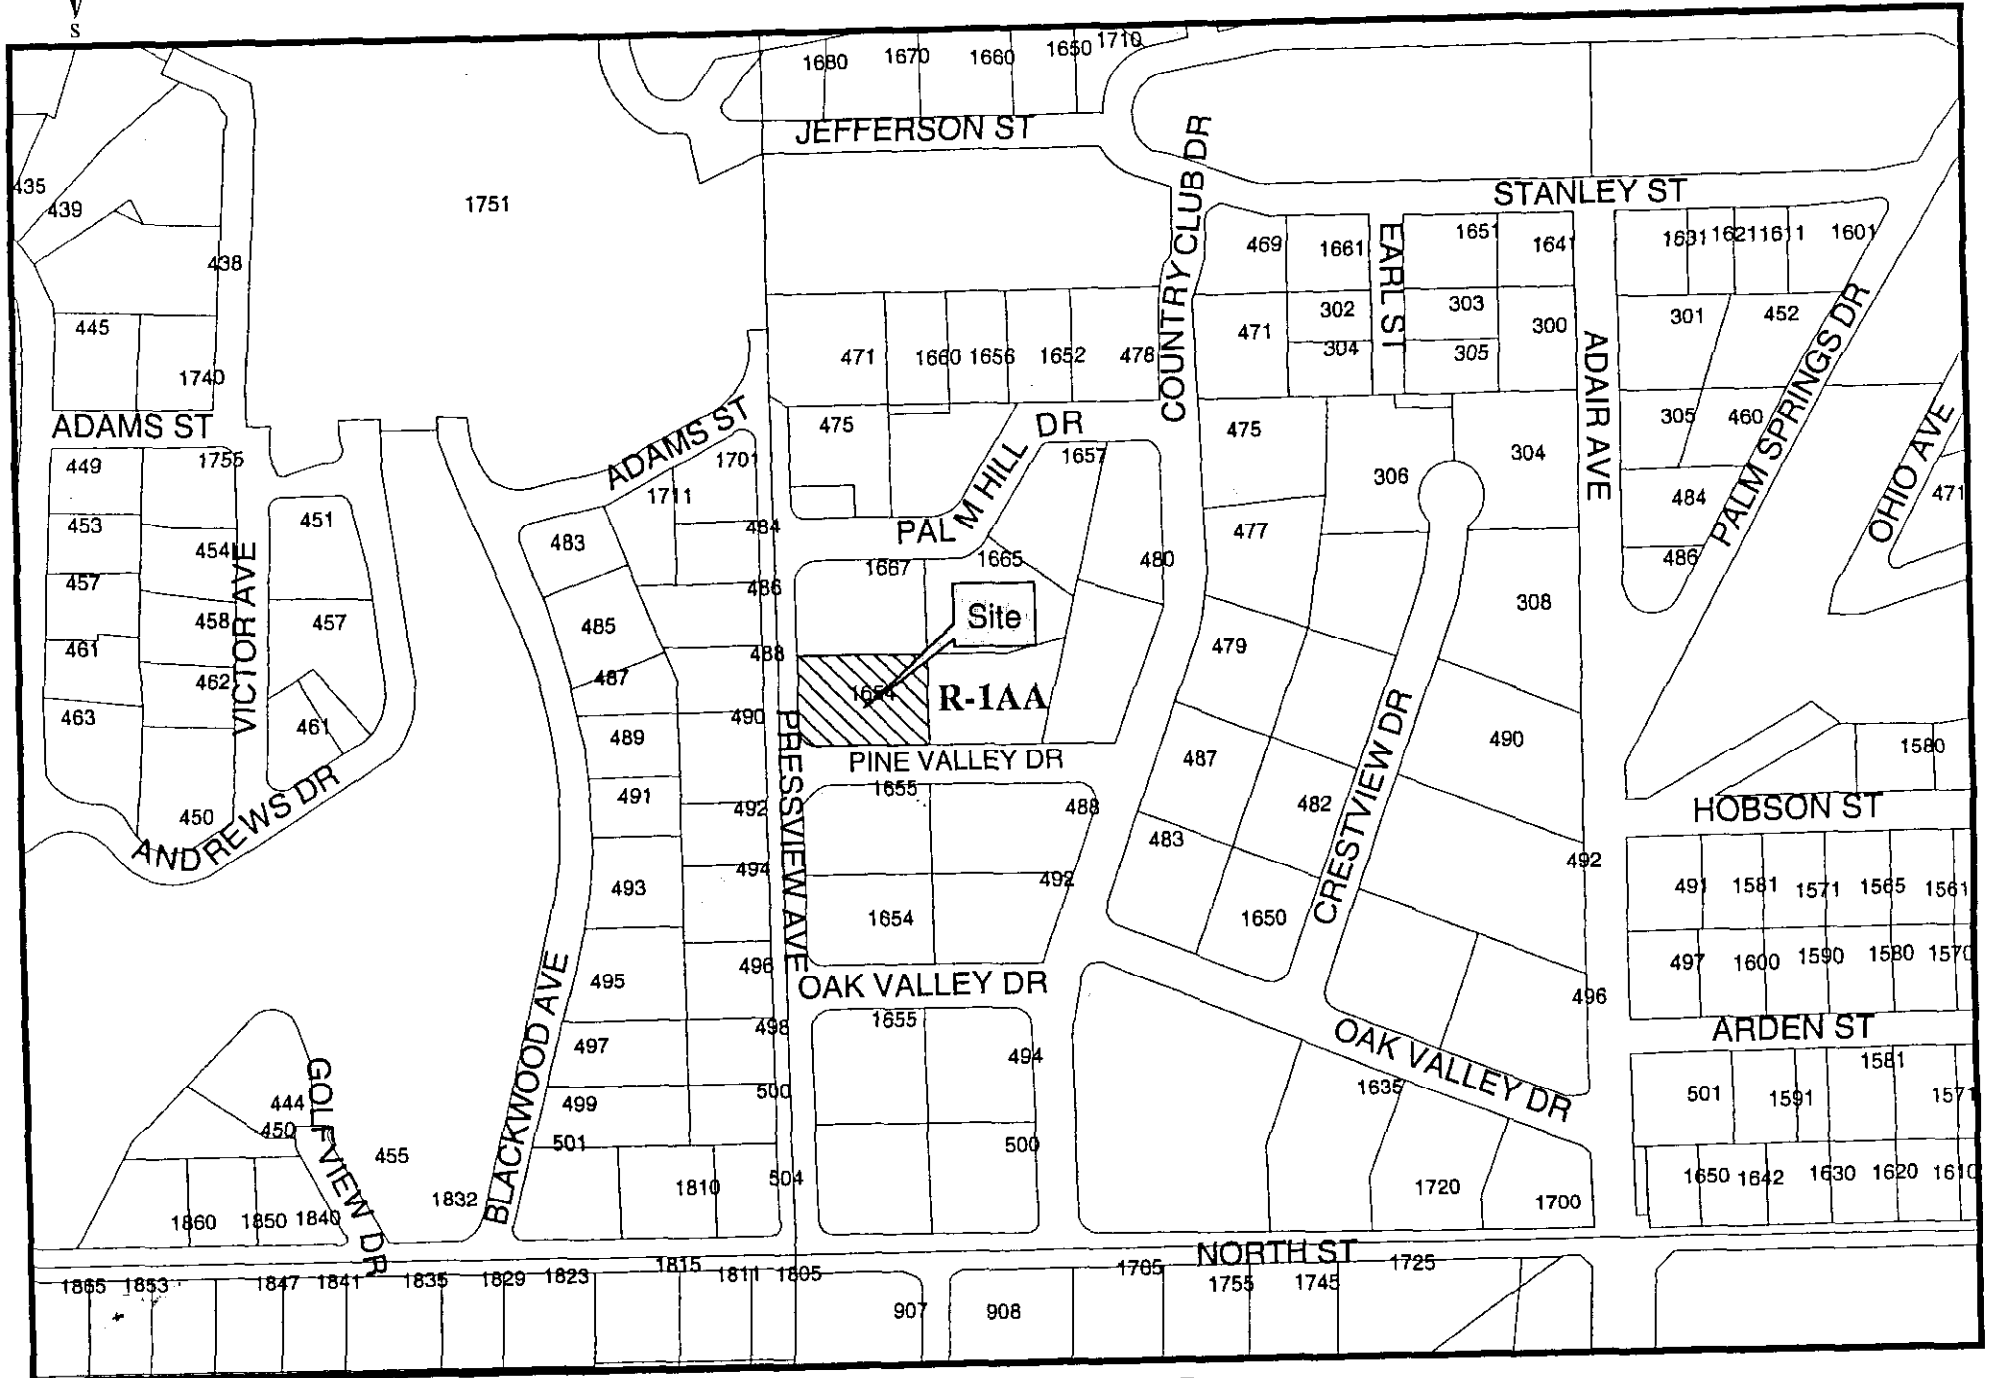 S
1680 1670 1660 1650 1710
JEFFERSON ST
COUNTRY CLUB DR
STANLEY ST
435
439
1751
438
469 1661 EARL ST 1651 1641 1631 1621 1611 1601
445
1740
471 1660 1656 1652 478
471 302 303 300 301 452
304 305
ADAIR AVE
PALM SPRINGS DR
OHIO AVE
ADAMS ST
ADAMS ST
475
PALM HILL DR
475
305 460
304
306
449 1755
1701
1711
1657
484
471
453
451
454
483
484
477
480
486
1667 1665
457
VICTOR AVE
458
457
485
486
Site
308
461
462
487
488
479
463
461
489
490
1654
R-1AA
CRESTVIEW DR
490
1580
PRESSVIEW AVE
PINE VALLEY DR
487
491
492
1655
488
482
HOBSON ST
450
ANDREWS DR
483
493
494
492
492
491 1581 1571 1565 1561
1654
1650
495
496
OAK VALLEY DR
497 1600 1590 1580 1570
496
BLACKWOOD AVE
497
498
1655
494
OAK VALLEY DR
ARDEN ST
1581
GOLFVIEW DR
444
450
499
500
1635
501 1591 1571
501
500
455
1832
1810
504
1720
1700
1650 1642 1630 1620 1610
1860 1850 1840
NORTH ST
1865 1853 1847 1841 1835 1829 1823 1815 1811 1805
1705 1755 1745 1725
907 908